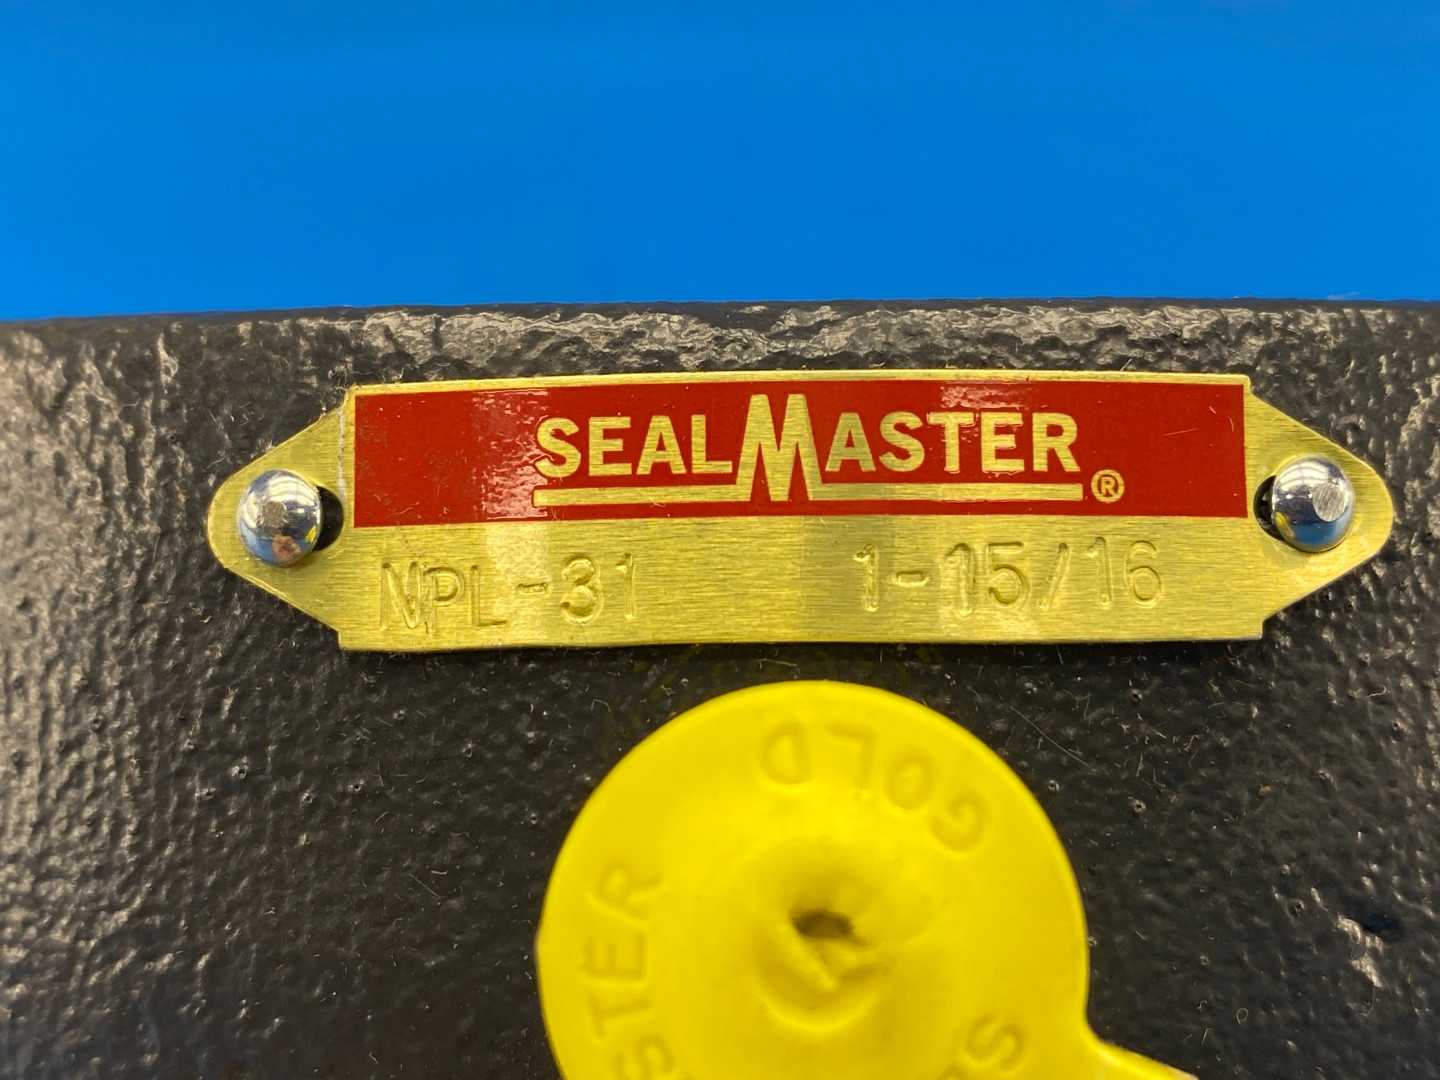 SEALMASTER®
NPL-31 1-15/16
GOLD